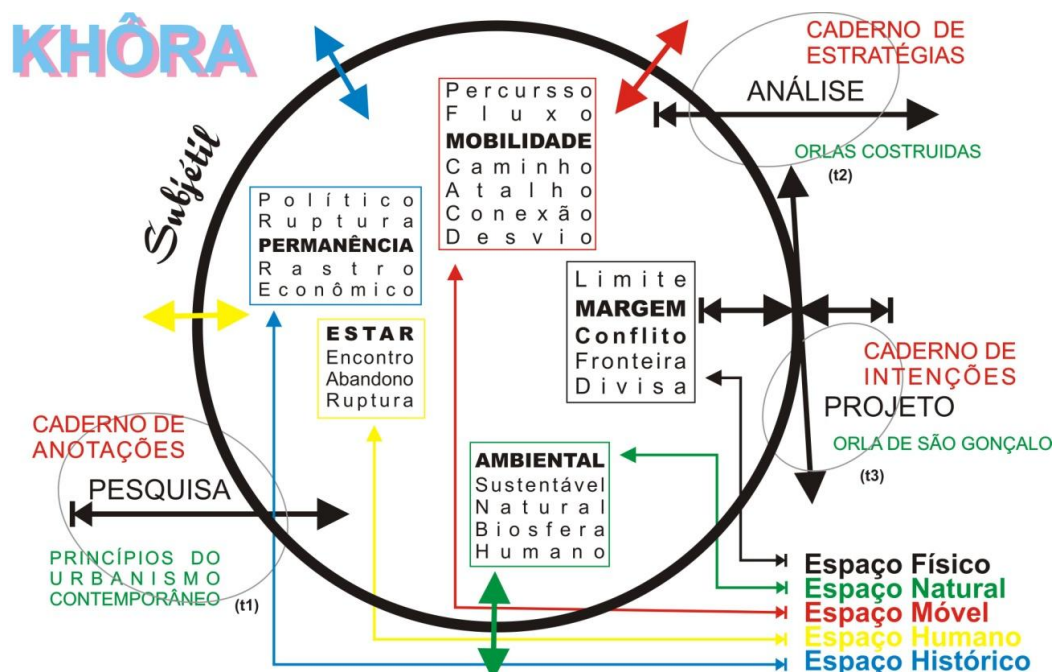 KHÔRA
Subjétil
CADERNO DE
ESTRATÉGIAS
ANÁLISE
ORLAS COSTRUIDAS
(t2)
Percursso
Fluxo
MOBILIDADE
Caminho
Atalho
Conexão
Desvio
Político
Ruptura
PERMANÊNCIA
Rastro
Econômico
Limite
MARGEM
Conflito
Fronteira
Divisa
ESTAR
Encontro
Abandono
Ruptura
CADERNO DE
INTENÇÕES
PROJETO
ORLA DE SÃO GONÇALO
(t3)
CADERNO DE
ANOTAÇÕES
PESQUISA
PRINCÍPIOS DO
URBANISMO
CONTEMPORÂNEO
(t1)
AMBIENTAL
Sustentável
Natural
Biosfera
Humano
Espaço Físico
Espaço Natural
Espaço Móvel
Espaço Humano
Espaço Histórico